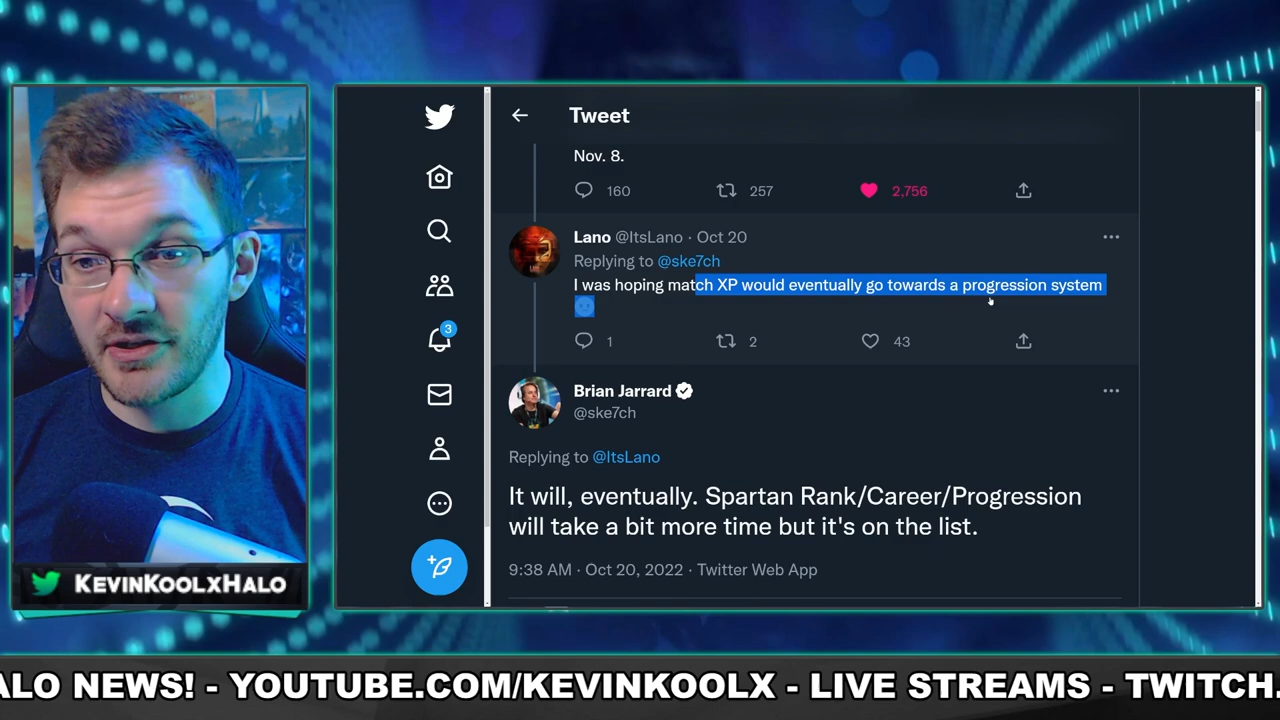 Tweet
Nov. 8.
160 257 2,756
Lano @ItsLano · Oct 20
Replying to @ske7ch
I was hoping match XP would eventually go towards a progression system
1 2 43
3
Brian Jarrard
@ske7ch
Replying to @ItsLano
It will, eventually. Spartan Rank/Career/Progression
will take a bit more time but it's on the list.
9:38 AM · Oct 20, 2022 · Twitter Web App
KevinKoolxHalo
ALO NEWS! - YOUTUBE.COM/KEVINKOOLX - LIVE STREAMS - TWITCH.